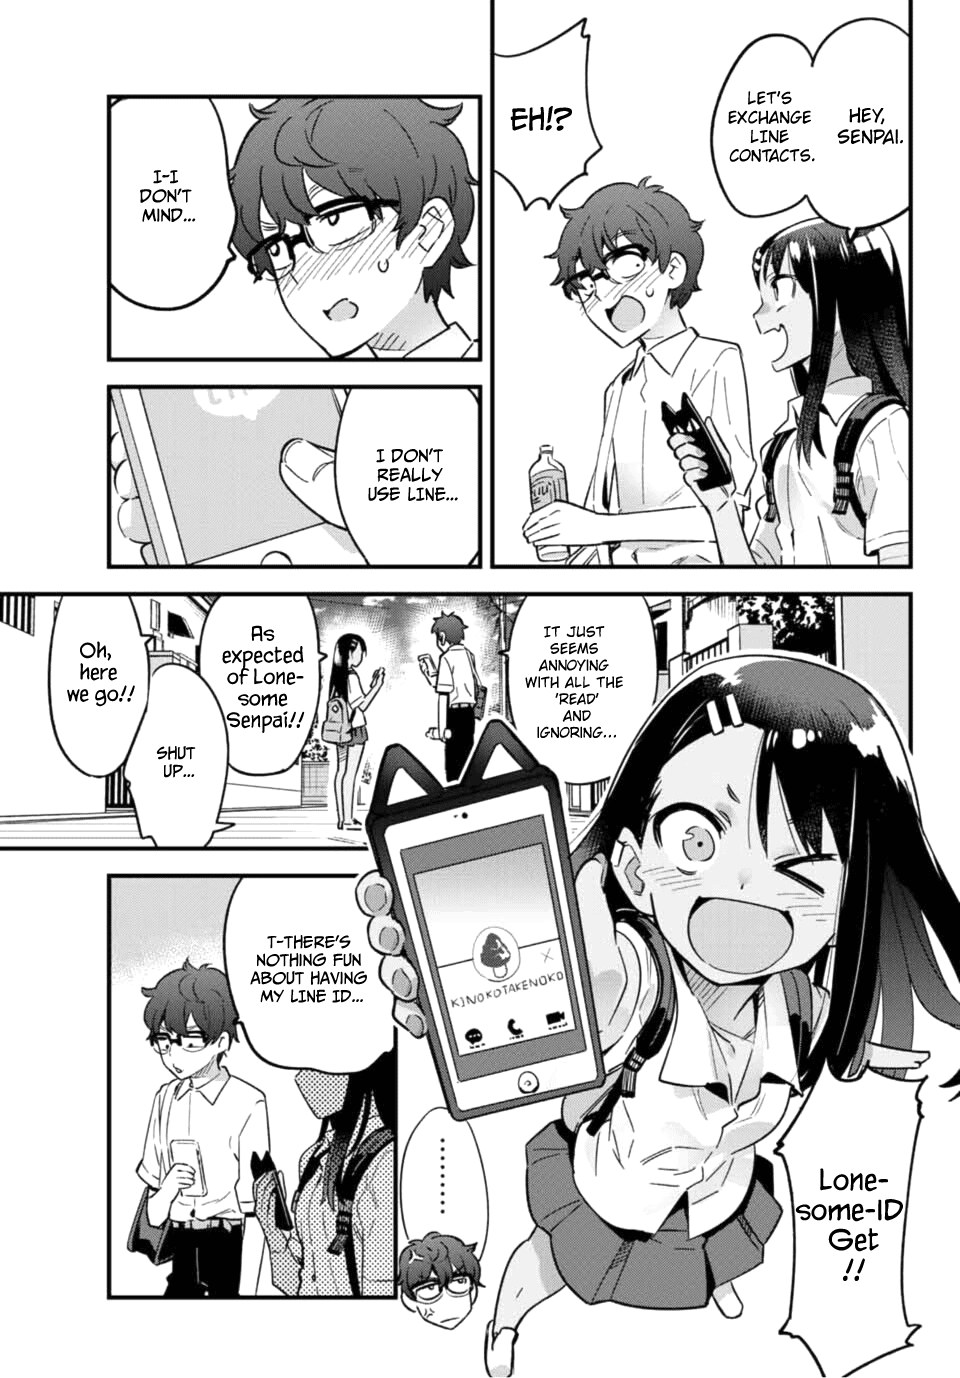 HEY,
SENPAI.
LET'S
EXCHANGE
LINE
CONTACTS.
EH!?
I-I
DON'T
MIND...
I DON'T
REALLY
USE LINE...
IT JUST
SEEMS
ANNOYING
WITH ALL THE
'READ'
AND
IGNORING...
As
expected
of Lone-
some
Senpai!!
SHUT
UP...
Oh,
here
we go!!
KINOKOTAKENOKO
T-THERE'S
NOTHING FUN
ABOUT HAVING
MY LINE ID...
.........
Lone-
some-ID
Get
!!